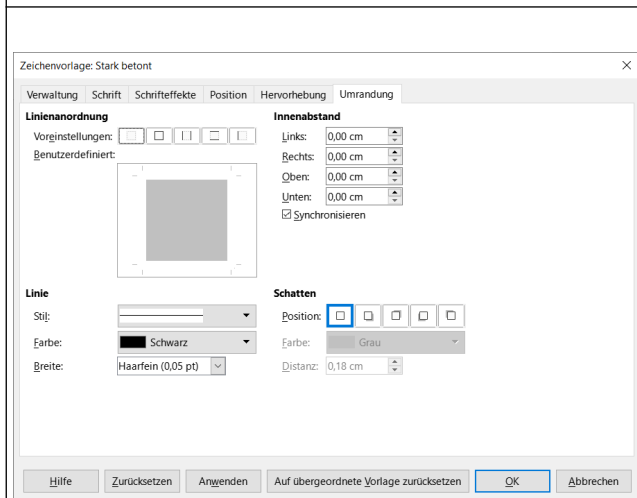 Zeichenvorlage: Stark betont
Verwaltung Schrift Schrifteffekte Position Hervorhebung Umrandung
Linienanordnung
Voreinstellungen:
Benutzerdefiniert:
Innenabstand
Links: 0,00 cm
Rechts: 0,00 cm
Oben: 0,00 cm
Unten: 0,00 cm
Synchronisieren
Linie
Stil:
Farbe: Schwarz
Breite: Haarfein (0,05 pt)
Schatten
Position:
Farbe: Grau
Distanz: 0,18 cm
Hilfe Zurücksetzen Anwenden Auf übergeordnete Vorlage zurücksetzen OK Abbrechen